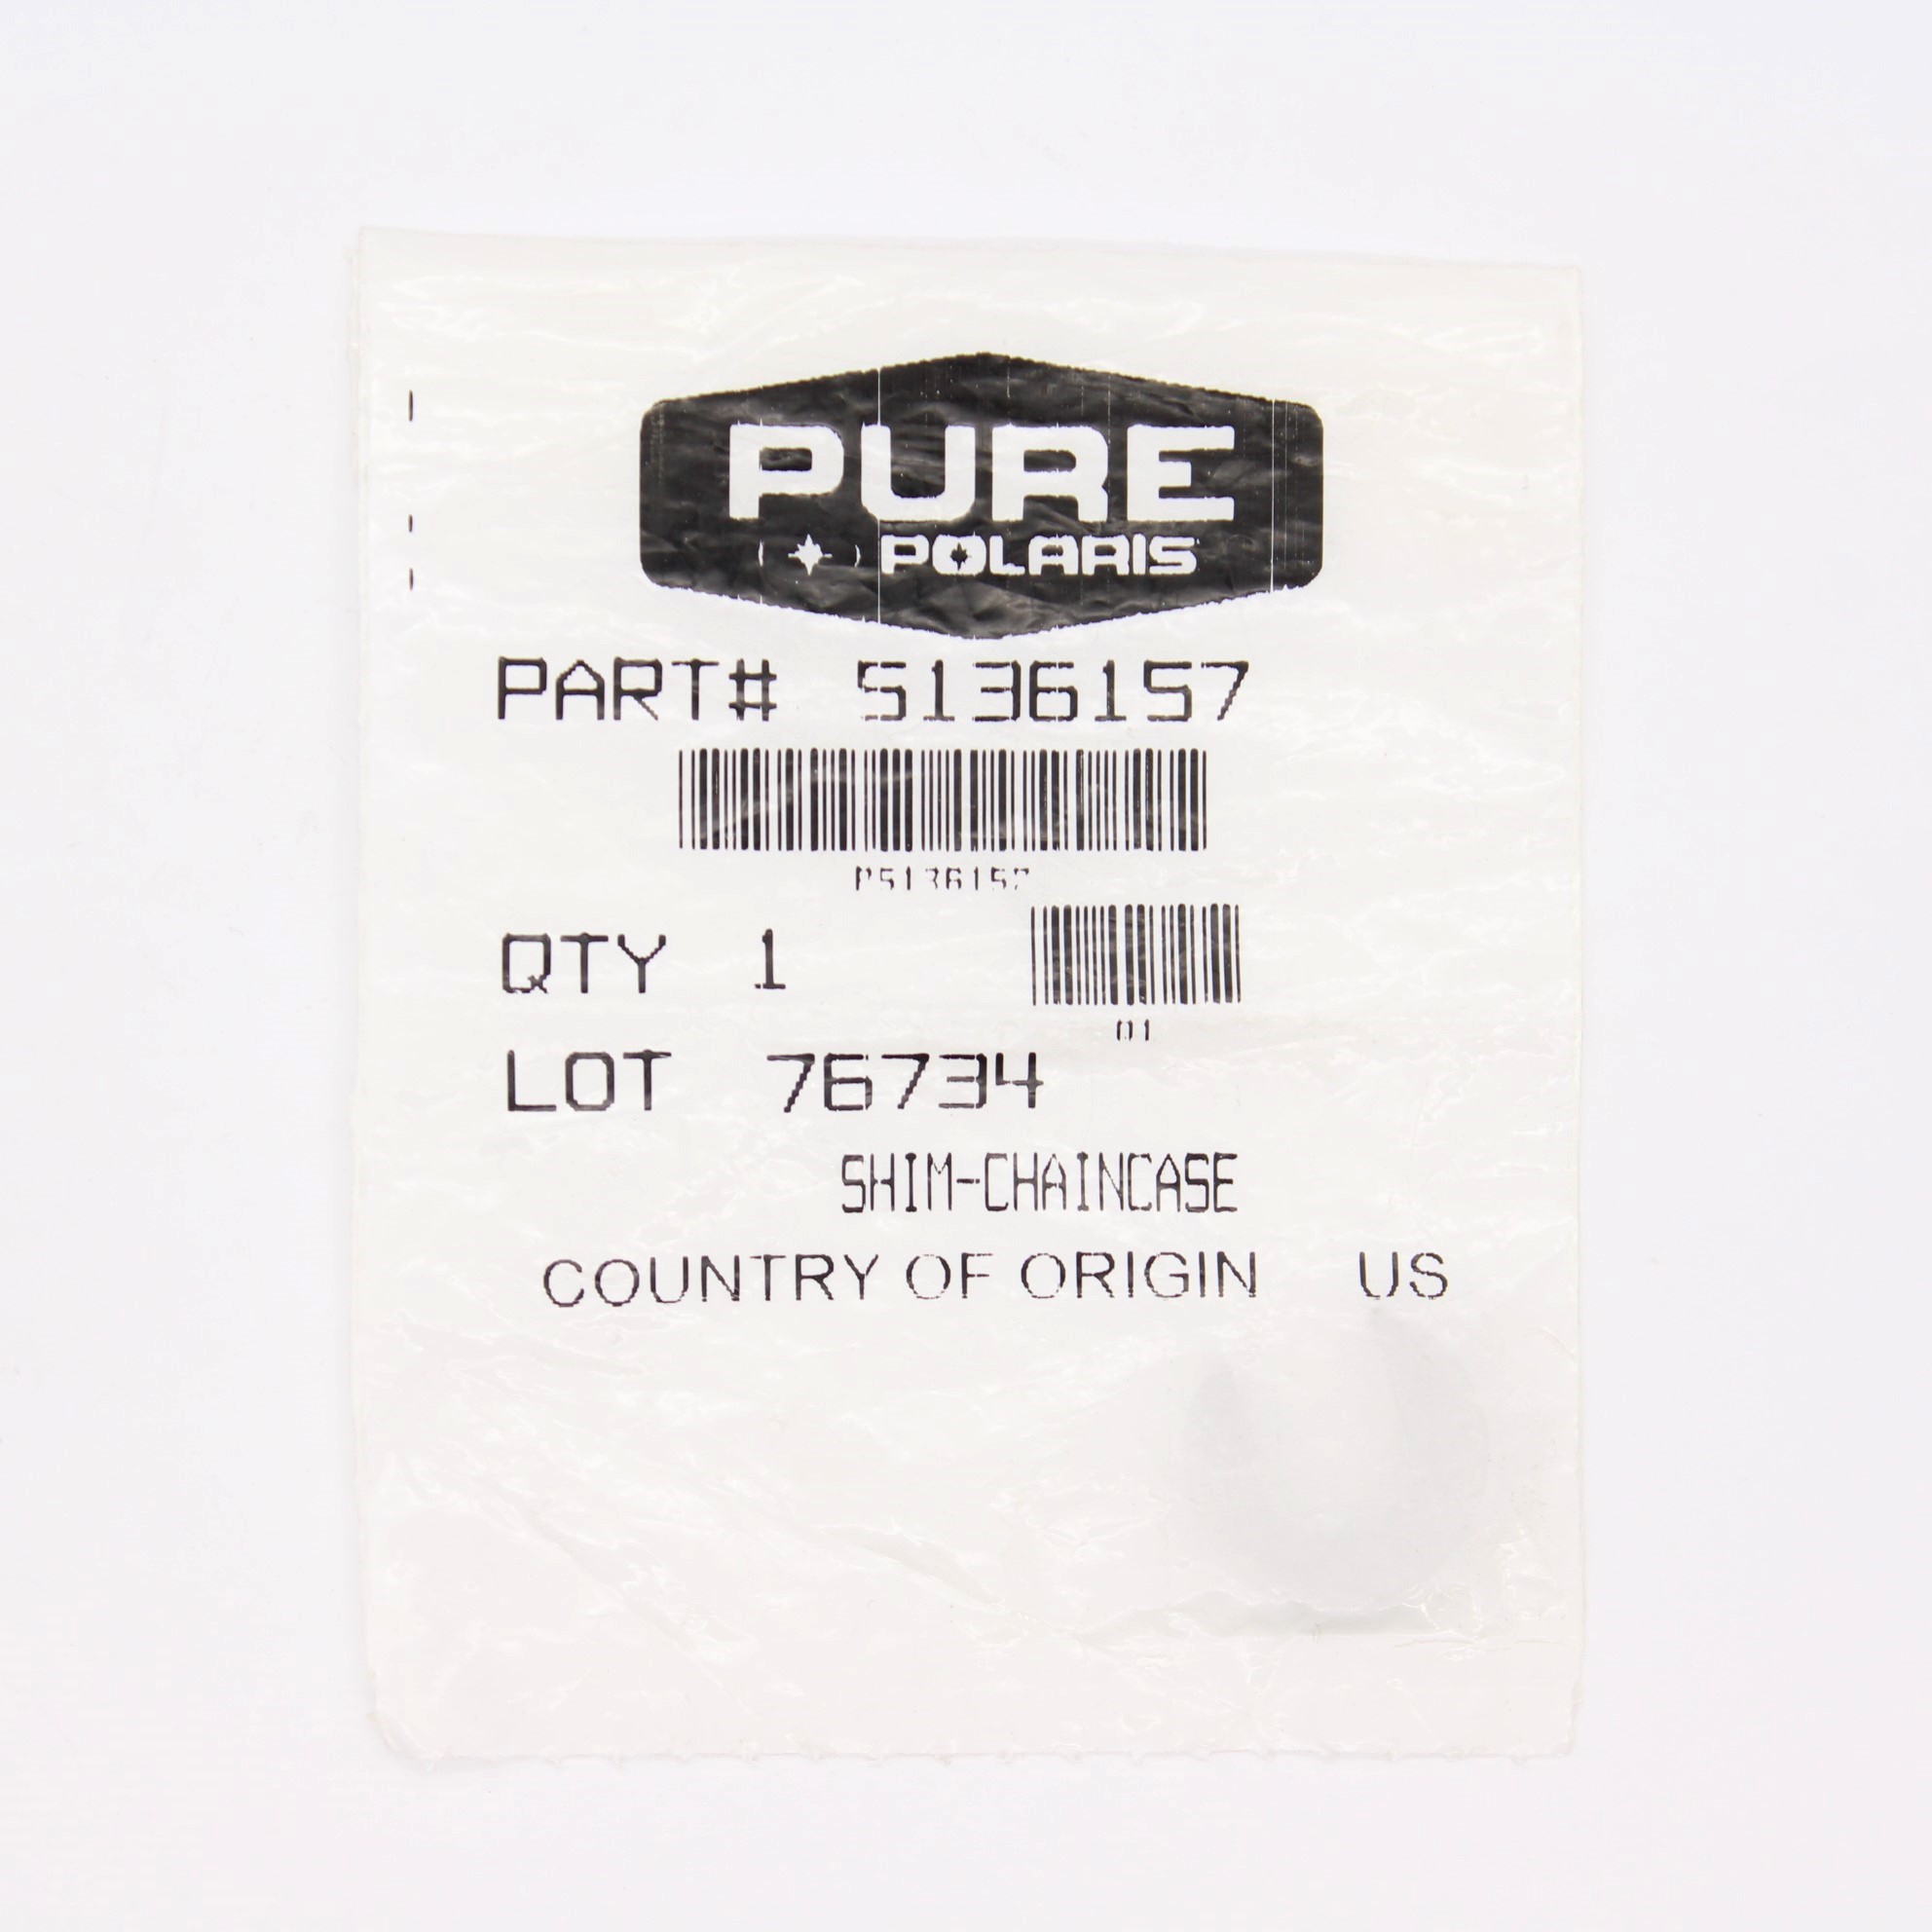 PURE
POLARIS
PART# 5136157
P5136157
QTY 1
01
LOT 76734
SHIM-CHAINCASE
COUNTRY OF ORIGIN US